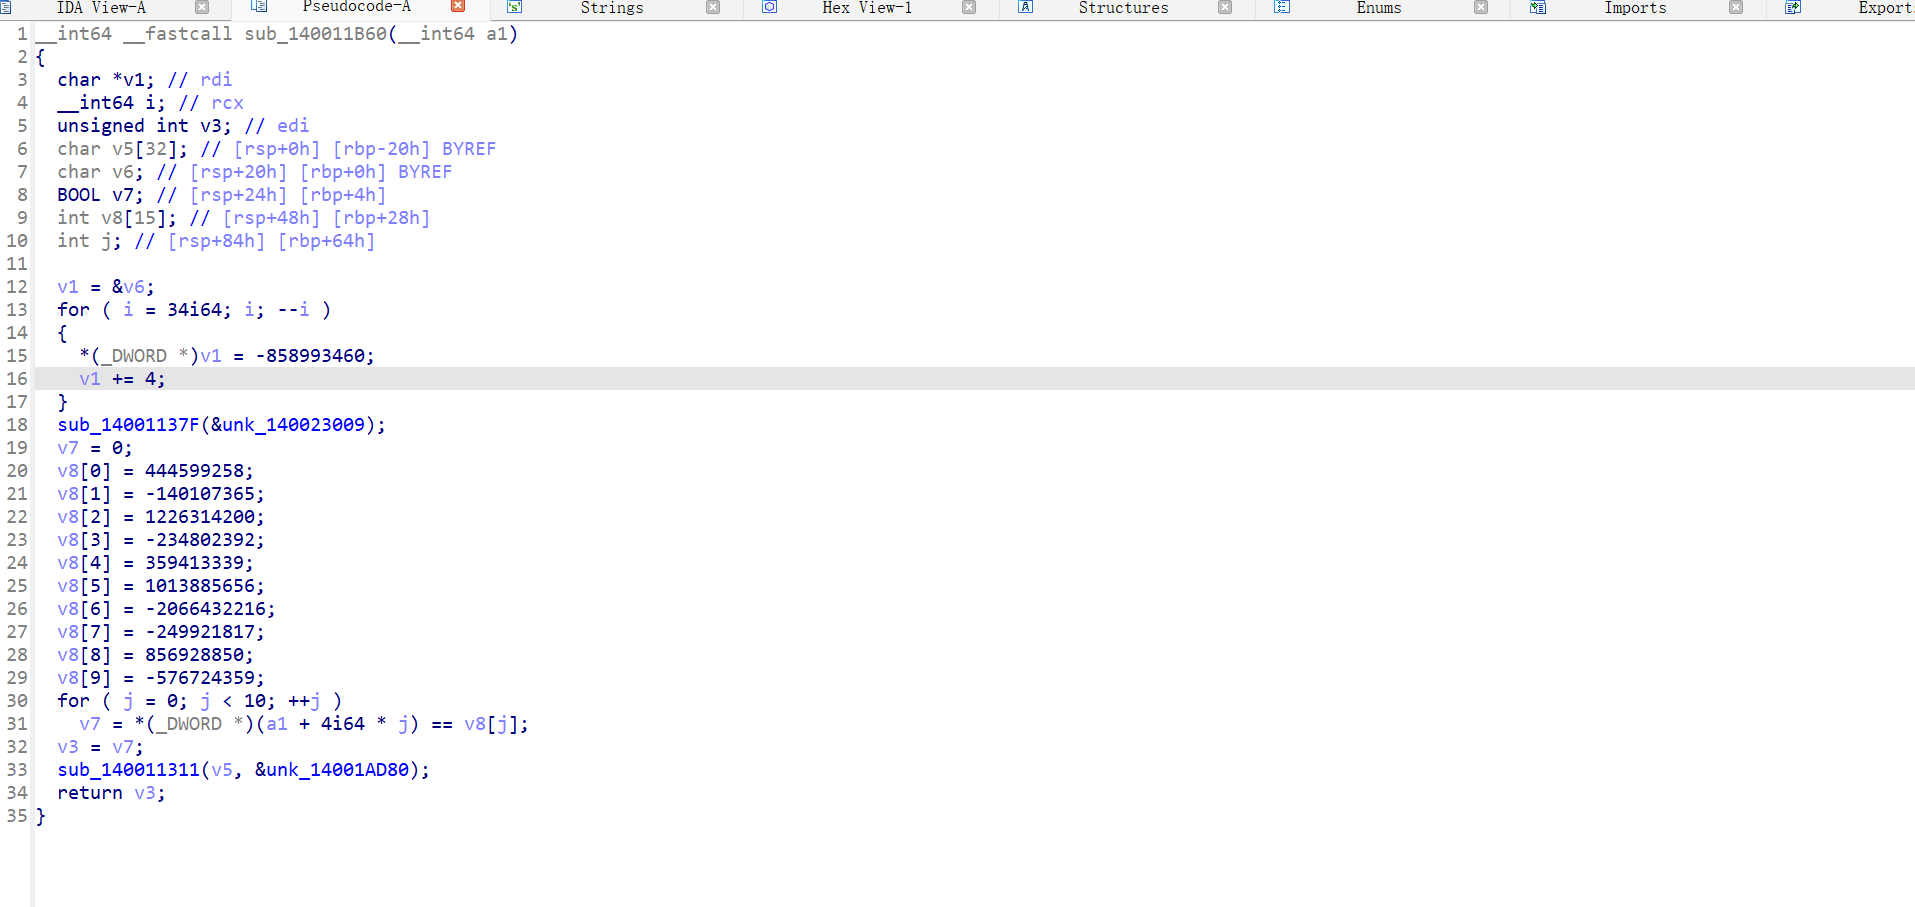 IDA View-A Pseudocode-A Strings Hex View-1 Structures Enums Imports Export
1 __int64 __fastcall sub_140011B60(__int64 a1)
2 {
3   char *v1; // rdi
4   __int64 i; // rcx
5   unsigned int v3; // edi
6   char v5[32]; // [rsp+0h] [rbp-20h] BYREF
7   char v6; // [rsp+20h] [rbp+0h] BYREF
8   BOOL v7; // [rsp+24h] [rbp+4h]
9   int v8[15]; // [rsp+48h] [rbp+28h]
10   int j; // [rsp+84h] [rbp+64h]
11
12   v1 = &v6;
13   for ( i = 34i64; i; --i )
14   {
15     *(_DWORD *)v1 = -858993460;
16     v1 += 4;
17   }
18   sub_14001137F(&unk_140023009);
19   v7 = 0;
20   v8[0] = 444599258;
21   v8[1] = -140107365;
22   v8[2] = 1226314200;
23   v8[3] = -234802392;
24   v8[4] = 359413339;
25   v8[5] = 1013885656;
26   v8[6] = -2066432216;
27   v8[7] = -249921817;
28   v8[8] = 856928850;
29   v8[9] = -576724359;
30   for ( j = 0; j < 10; ++j )
31     v7 = *(_DWORD *)(a1 + 4i64 * j) == v8[j];
32   v3 = v7;
33   sub_140011311(v5, &unk_14001AD80);
34   return v3;
35 }